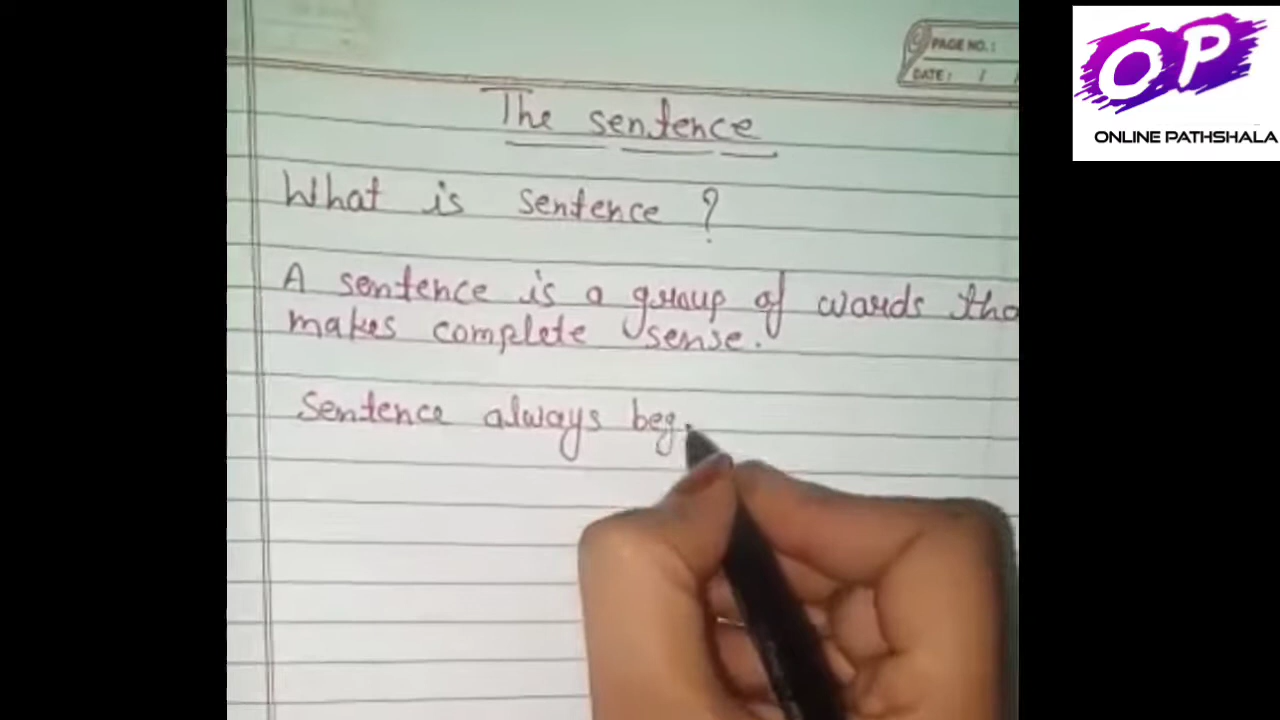 PAGE NO.:
DATE: / /
OP
ONLINE PATHSHALA
The sentence
What is sentence ?
A sentence is a group of words tha
makes complete sense.
Sentence always beg